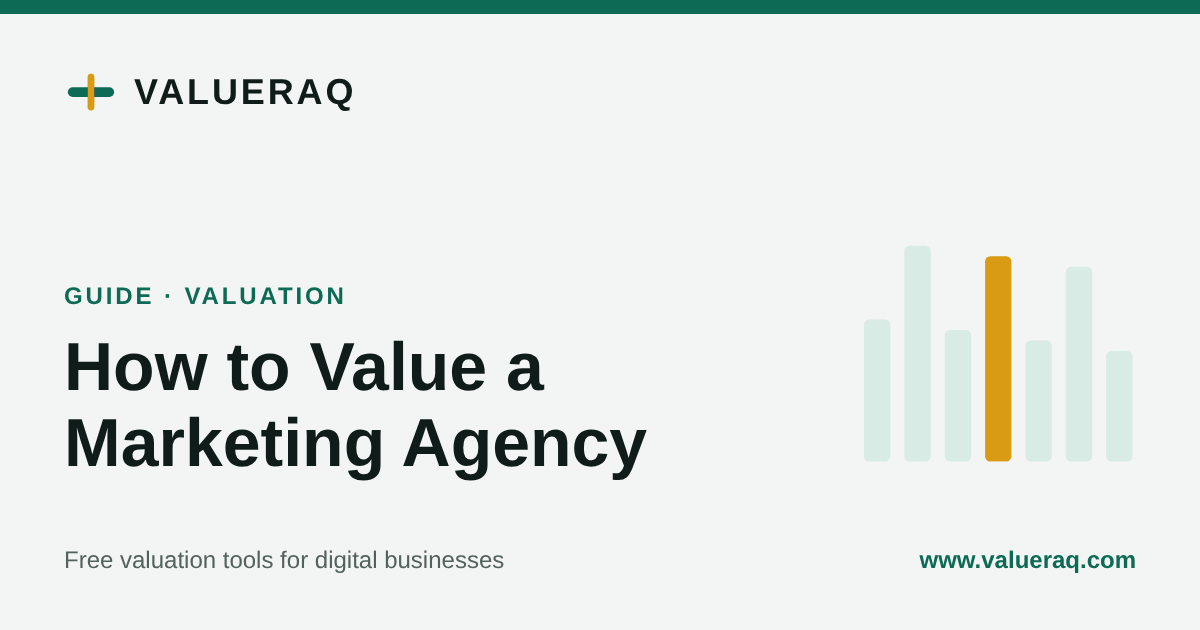 VALUERAQ
GUIDE · VALUATION
How to Value a
Marketing Agency
Free valuation tools for digital businesses
www.valueraq.com